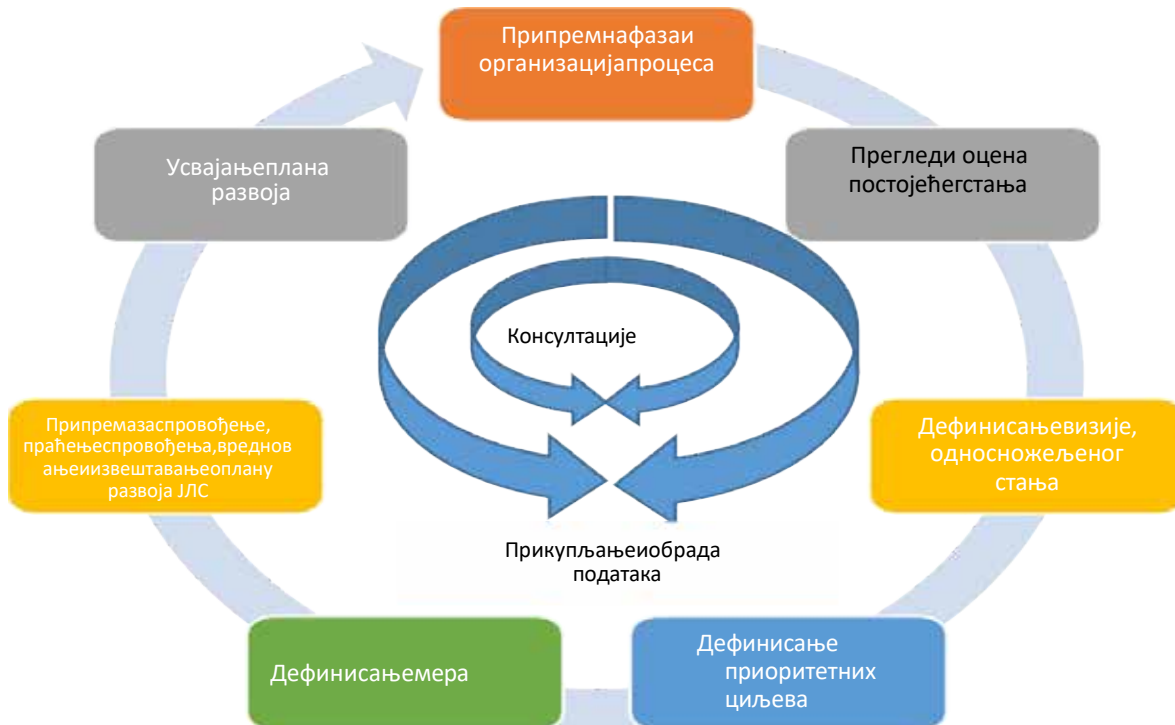 Припремнафазаи
организацијапроцеса
Прегледи оцена
постојећегстања
Дефинисањевизије,
односножељеног
стања
Дефинисање
приоритетних
циљева
Дефинисањемера
Припремазаспровођење,
праћењеспровођења,вреднов
ањеиизвештавањеоплану
развоја ЈЛС
Усвајањеплана
развоја
Консултације
Прикупљањеиобрада
података